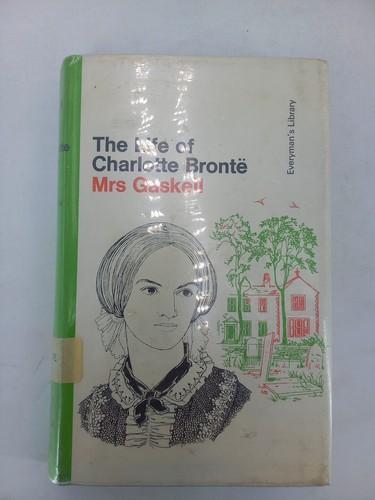 The Life of
Charlotte Brontë
Mrs Gaskell
Everyman's Library